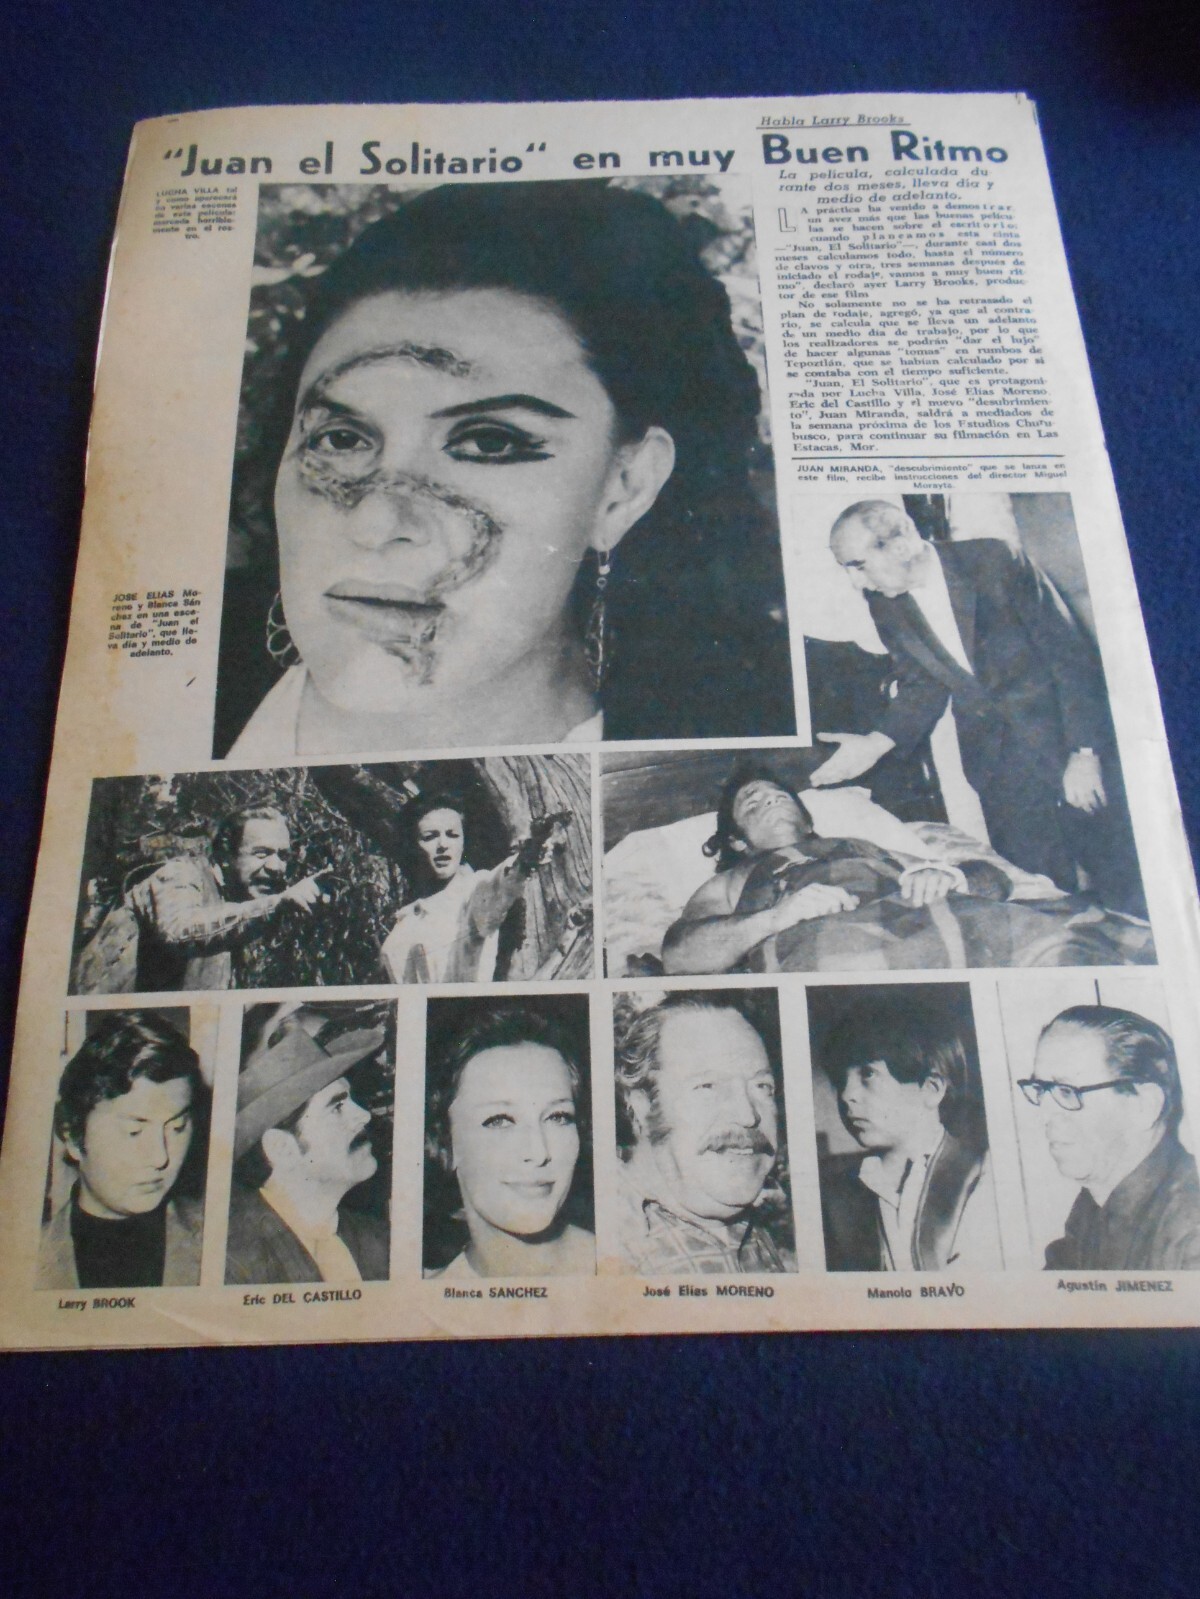 Habla Larry Brooks
"Juan el Solitario" en muy Buen Ritmo
LUCHA VILLA tal
y como aparecerá
en varias escenas
de esta película:
marcada horrible-
mente en el ros-
tro.
La película, calculada du
rante dos meses, lleva día y
medio de adelanto.
LA práctica ha venido a demostrar,
un avez más que las buenas pelícu-
las se hacen sobre el escritorio:
cuando planeamos esta cinta
—"Juan, El Solitario"—, durante casi dos
meses calculamos todo, hasta el número
de clavos y otra, tres semanas después de
iniciado el rodaje, vamos a muy buen rit-
mo", declaró ayer Larry Brooks, produc-
tor de ese film
No solamente no se ha retrasado el
plan de rodaje, agregó, ya que al contra-
rio, se calcula que se lleva un adelanto
de un medio día de trabajo, por lo que
los realizadores se podrán "dar el lujo"
de hacer algunas "tomas" en rumbos de
Tepoztlán, que se habían calculado por si
se contaba con el tiempo suficiente.
"Juan, El Solitario", que es protagoni-
zada por Lucha Villa, José Elías Moreno,
Eric del Castillo y el nuevo "desubrimien-
to", Juan Miranda, saldrá a mediados de
la semana próxima de los Estudios Churu-
busco, para continuar su filmación en Las
Estacas, Mor.
JUAN MIRANDA, "descubrimiento" que se lanza en
este film, recibe instrucciones del director Miguel
Morayta.
JOSE ELIAS Mo-
reno y Blanca Sán
chez en una esce-
na de "Juan el
Solitario", que lle-
va día y medio de
adelanto.
Larry BROOK
Eric DEL CASTILLO
Blanca SANCHEZ
José Elías MORENO
Manolo BRAVO
Agustín JIMENEZ